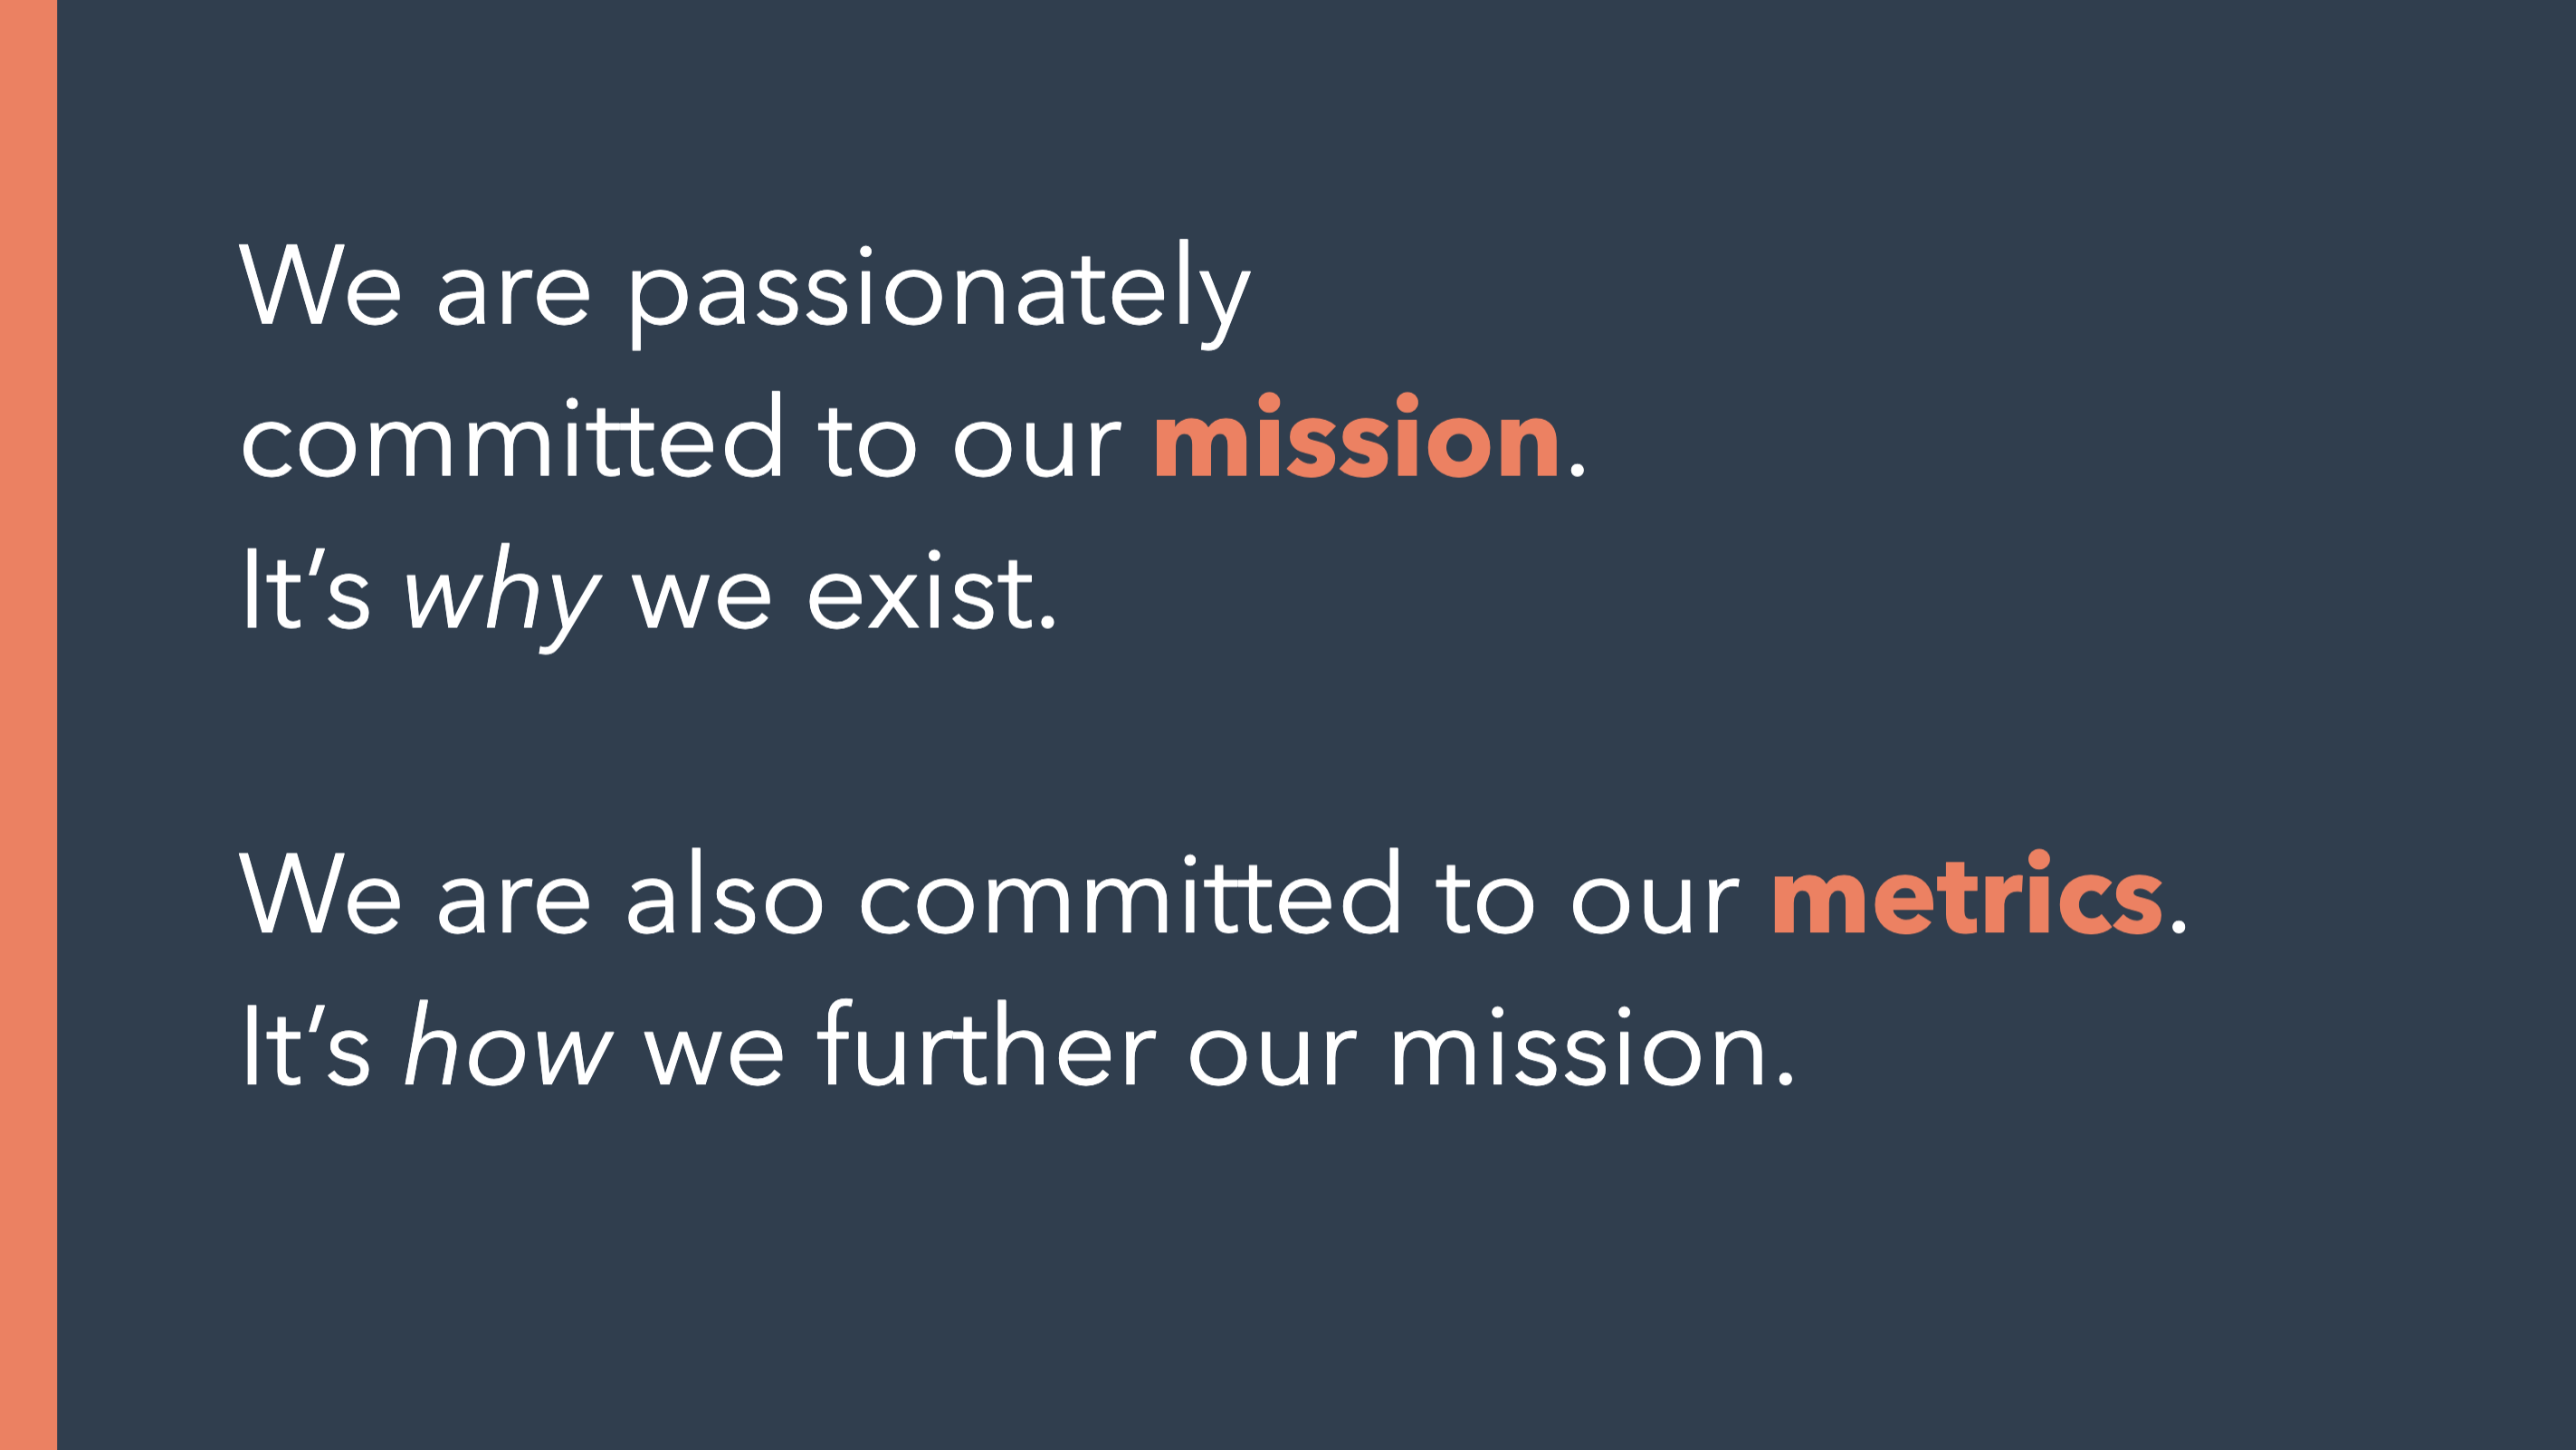 We are passionately
committed to our mission.
It’s why we exist.
We are also committed to our metrics.
It’s how we further our mission.